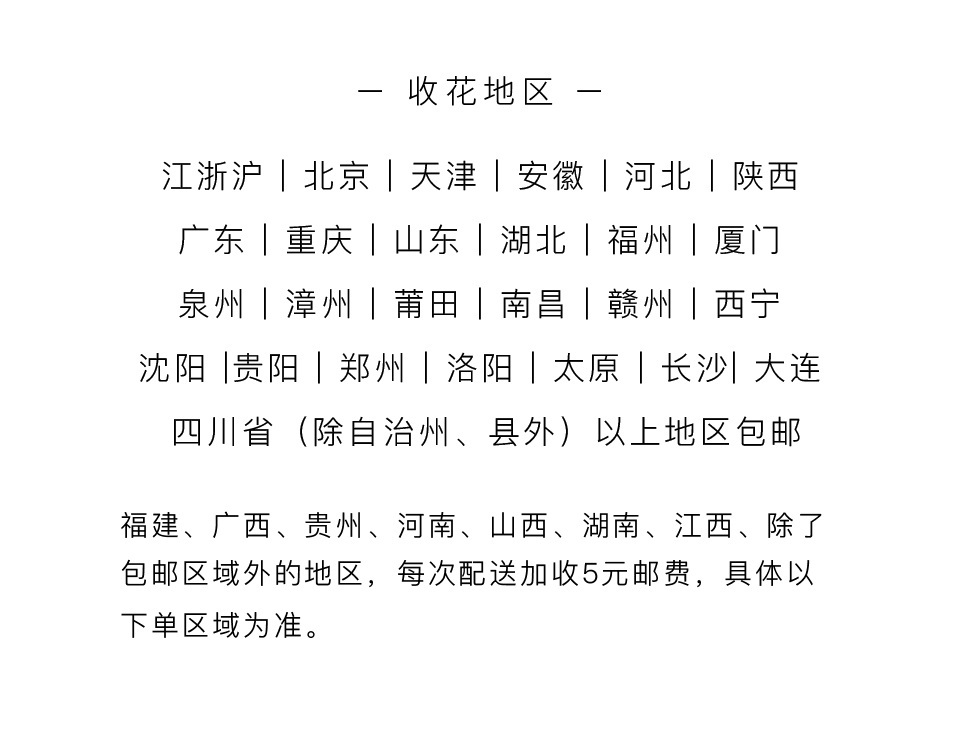 — 收花地区 —
江浙沪｜北京｜天津｜安徽｜河北｜陕西
广东｜重庆｜山东｜湖北｜福州｜厦门
泉州｜漳州｜莆田｜南昌｜赣州｜西宁
沈阳 |贵阳｜郑州｜洛阳｜太原｜长沙| 大连
四川省（除自治州、县外）以上地区包邮
福建、广西、贵州、河南、山西、湖南、江西、除了
包邮区域外的地区，每次配送加收5元邮费，具体以
下单区域为准。